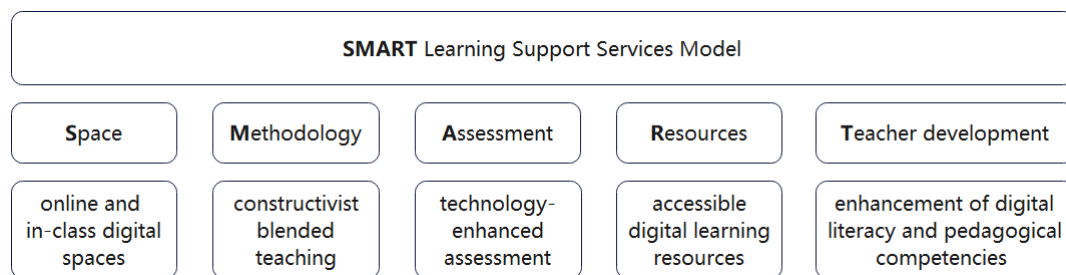 SMART Learning Support Services Model
Space
Methodology
Assessment
Resources
Teacher development
online and
in-class digital
spaces
constructivist
blended
teaching
technology-
enhanced
assessment
accessible
digital learning
resources
enhancement of digital
literacy and pedagogical
competencies